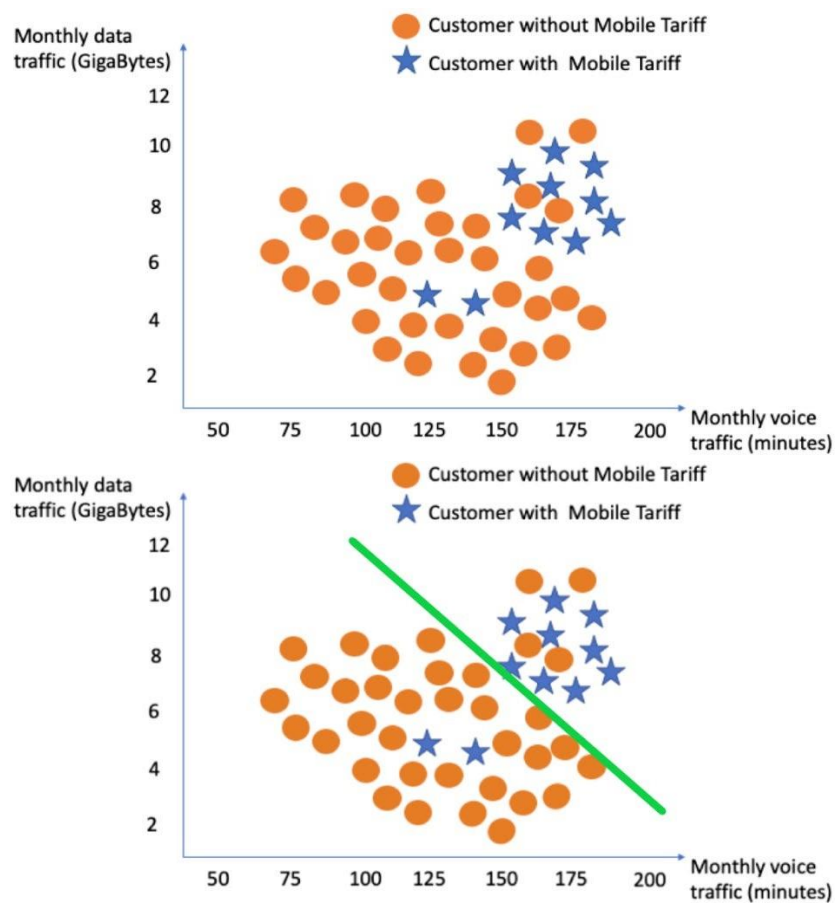 Monthly data
traffic (GigaBytes)
Customer without Mobile Tariff
Customer with Mobile Tariff
12
10
8
6
4
2
50 75 100 125 150 175 200
Monthly voice
traffic (minutes)
Monthly data
traffic (GigaBytes)
Customer without Mobile Tariff
Customer with Mobile Tariff
12
10
8
6
4
2
50 75 100 125 150 175 200
Monthly voice
traffic (minutes)